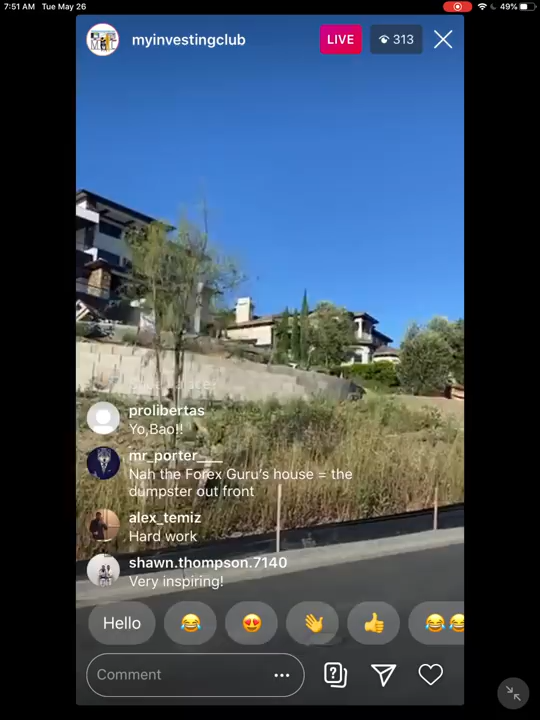 7:51 AM Tue May 26
49%
myinvestingclub
LIVE
313
prolibertas
Yo,Bao!!
mr_porter___
Nah the Forex Guru's house = the
dumpster out front
alex_temiz
Hard work
shawn.thompson.7140
Very inspiring!
Hello
Comment